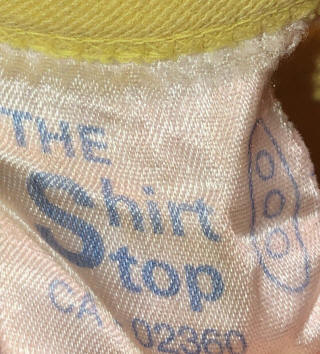 THE
Shirt
Stop
CA. 02360